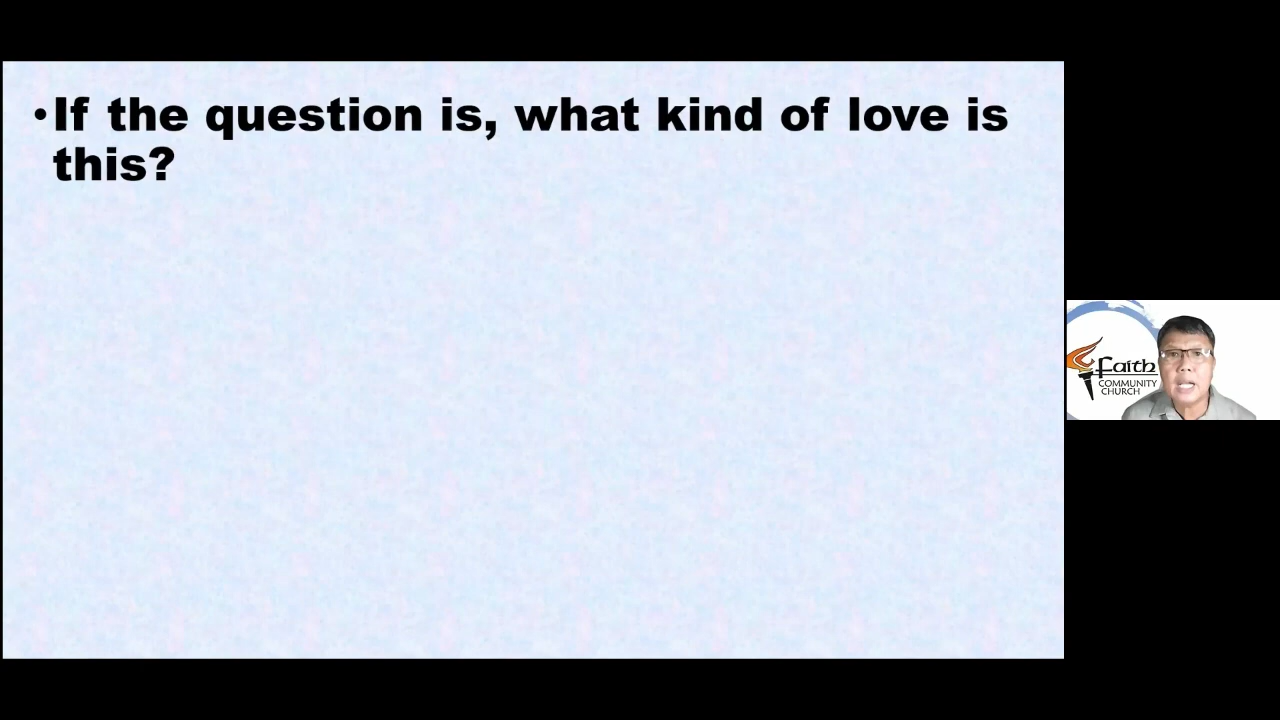 •If the question is, what kind of love is
this?
Faith
COMMUNITY
CHURCH